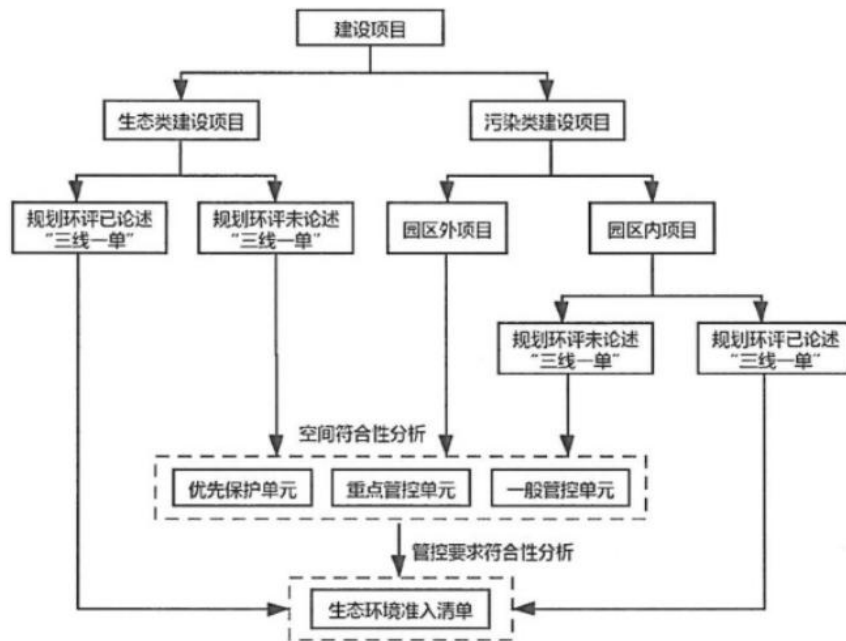 建设项目
生态类建设项目
污染类建设项目
规划环评已论述
“三线一单”
规划环评未论述
“三线一单”
园区外项目
园区内项目
规划环评未论述
“三线一单”
规划环评已论述
“三线一单”
空间符合性分析
优先保护单元
重点管控单元
一般管控单元
管控要求符合性分析
生态环境准入清单